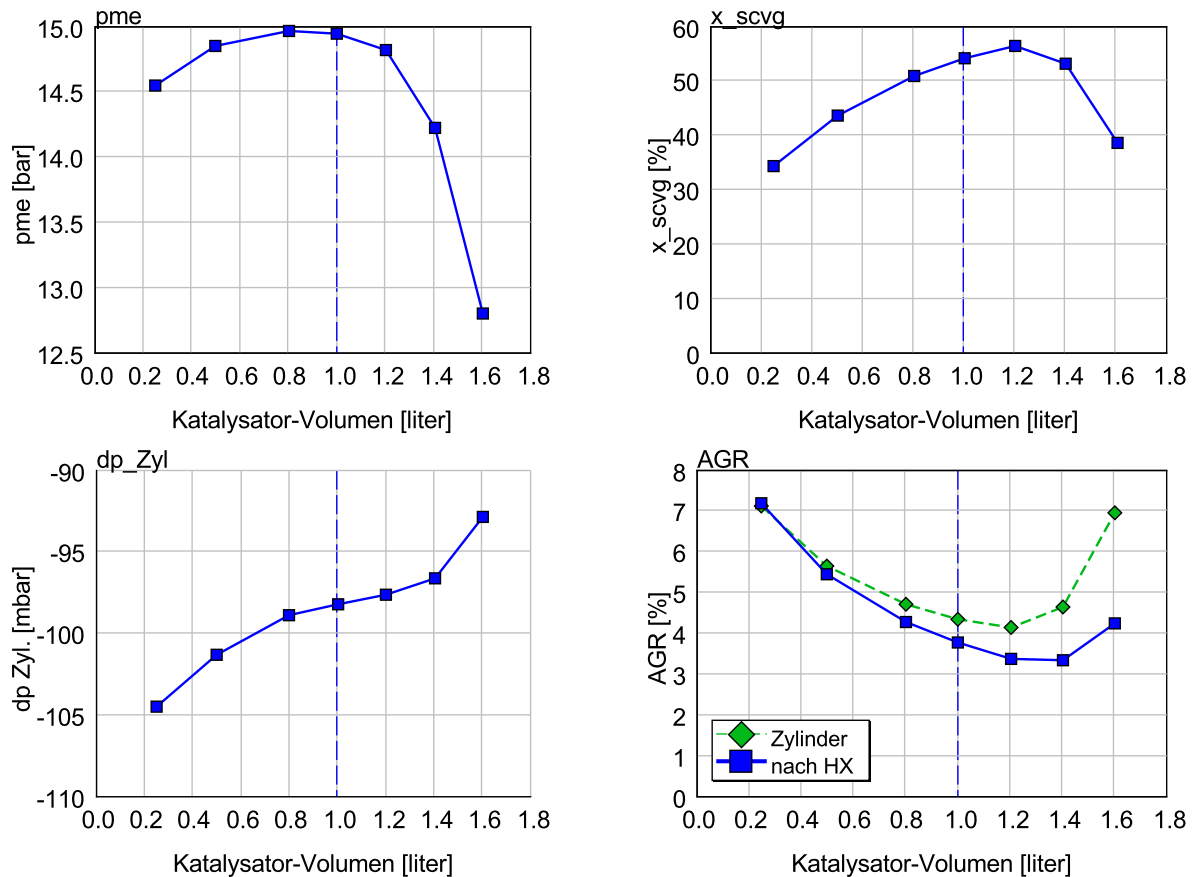 pme
15.0
14.5
14.0
13.5
13.0
12.5
pme [bar]
0.0 0.2 0.4 0.6 0.8 1.0 1.2 1.4 1.6 1.8
Katalysator-Volumen [liter]
x_scvg
60
50
40
30
20
10
0
x_scvg [%]
0.0 0.2 0.4 0.6 0.8 1.0 1.2 1.4 1.6 1.8
Katalysator-Volumen [liter]
dp_Zyl
-90
-95
-100
-105
-110
dp Zyl. [mbar]
0.0 0.2 0.4 0.6 0.8 1.0 1.2 1.4 1.6 1.8
Katalysator-Volumen [liter]
AGR
8
7
6
5
4
3
2
1
0
AGR [%]
Zylinder
nach HX
0.0 0.2 0.4 0.6 0.8 1.0 1.2 1.4 1.6 1.8
Katalysator-Volumen [liter]